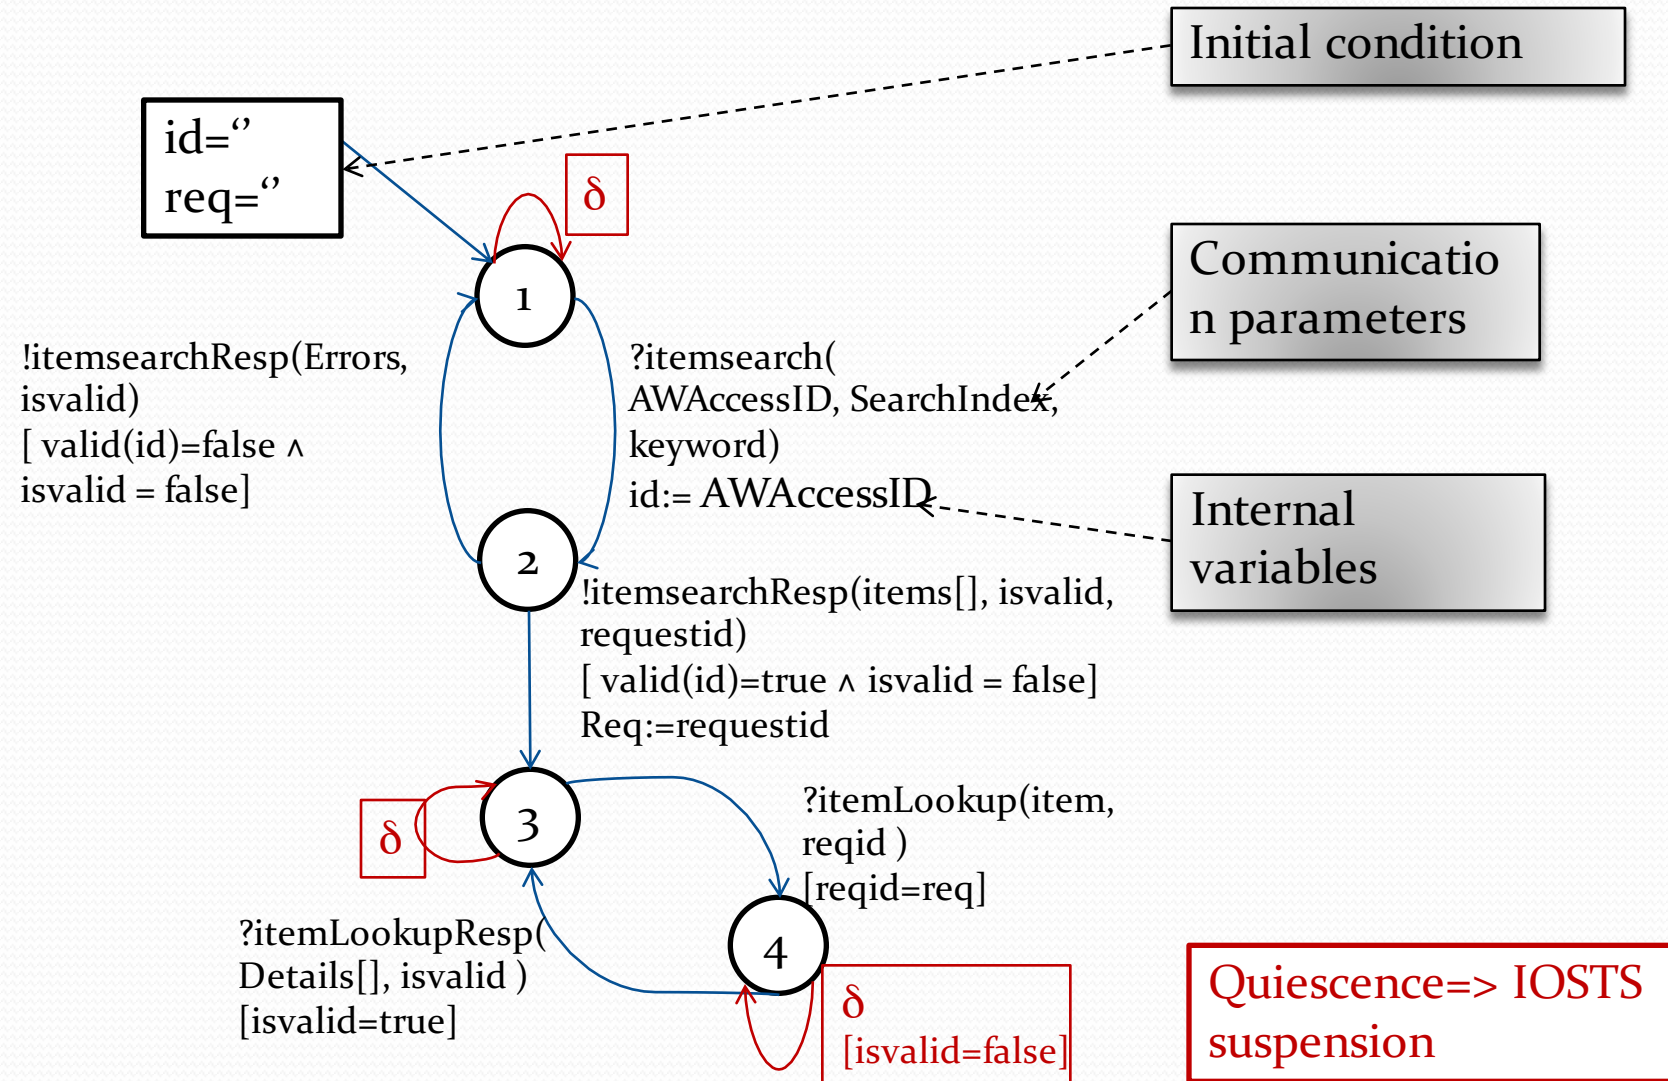 Initial condition
id=‘’
req=‘’
δ
1
Communicatio
n parameters
!itemsearchResp(Errors,
isvalid)
[ valid(id)=false ∧
isvalid = false]
?itemsearch(
AWAccessID, SearchIndex,
keyword)
id:= AWAccessID
Internal
variables
2
!itemsearchResp(items[], isvalid,
requestid)
[ valid(id)=true ∧ isvalid = false]
Req:=requestid
3
δ
?itemLookup(item,
reqid )
[reqid=req]
?itemLookupResp(
Details[], isvalid )
[isvalid=true]
4
δ
[isvalid=false]
Quiescence=> IOSTS
suspension